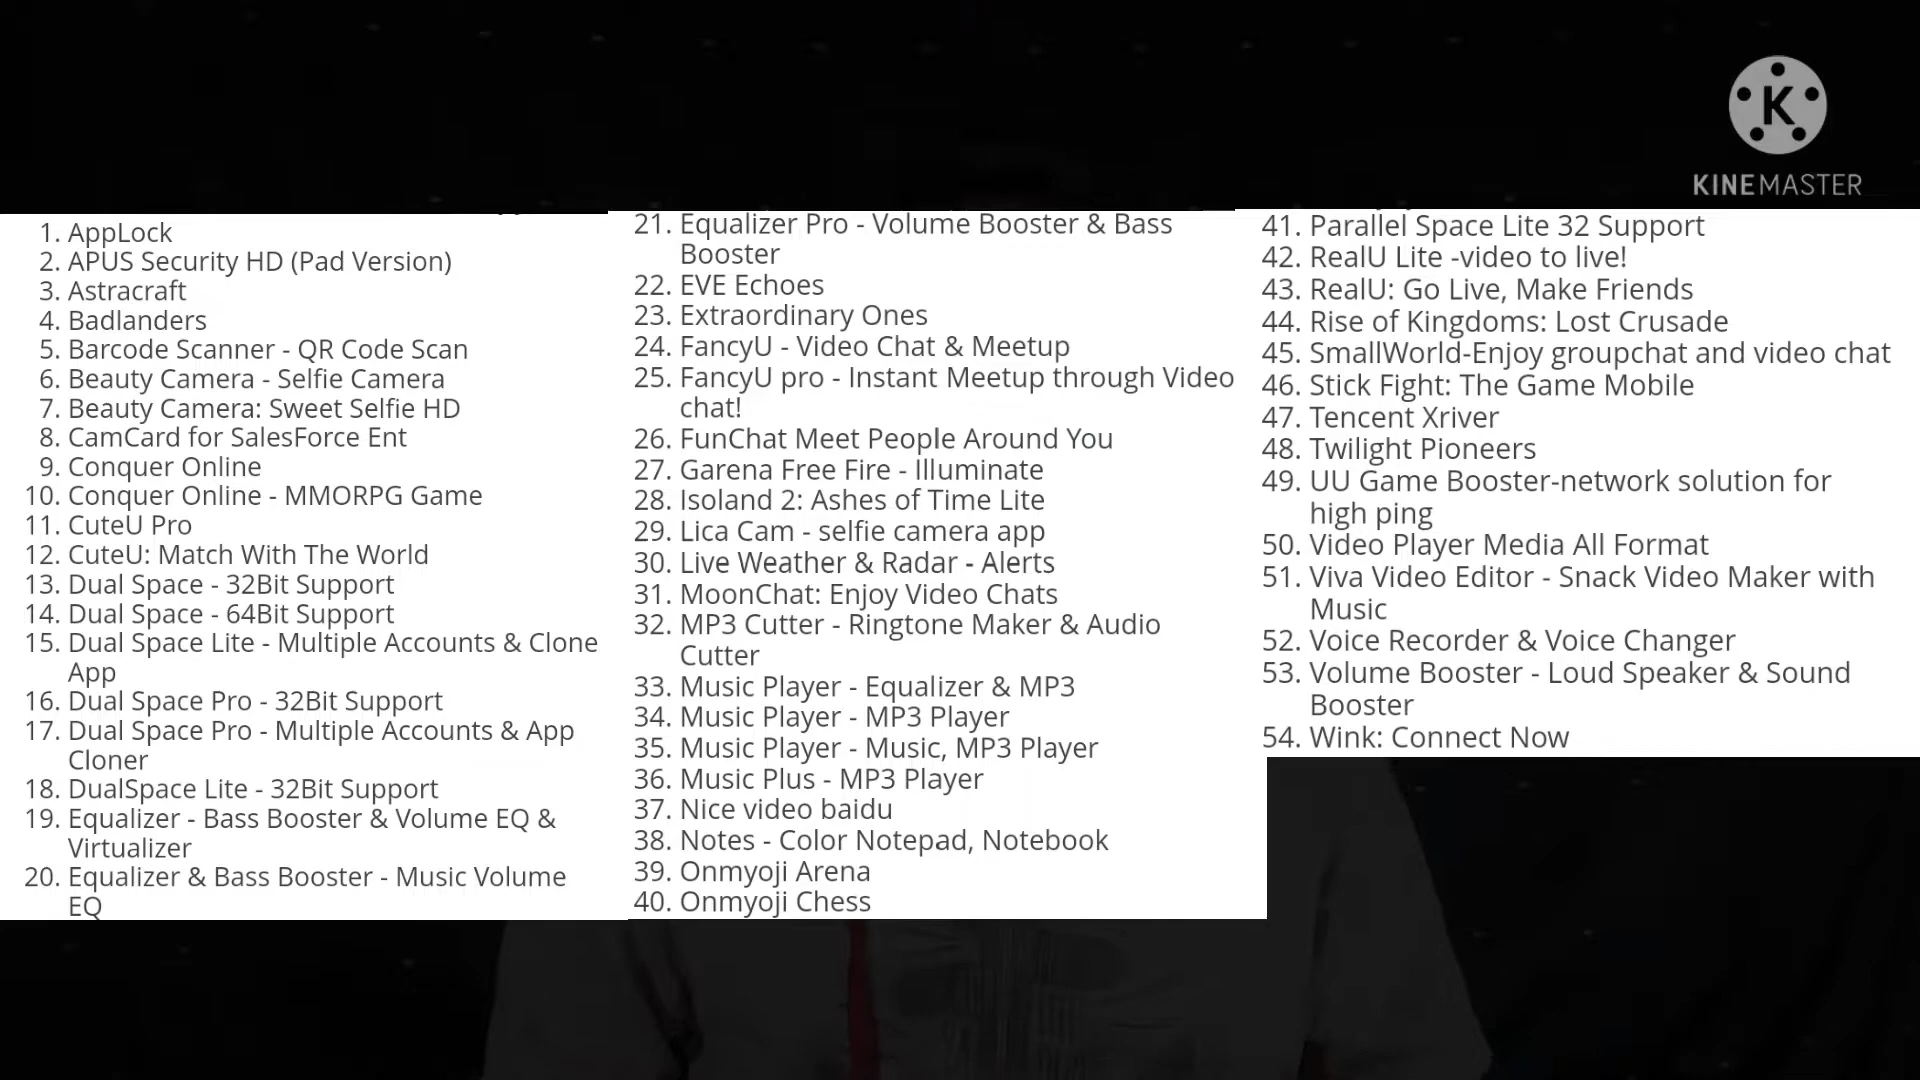 K
KINEMASTER
1. AppLock
2. APUS Security HD (Pad Version)
3. Astracraft
4. Badlanders
5. Barcode Scanner - QR Code Scan
6. Beauty Camera - Selfie Camera
7. Beauty Camera: Sweet Selfie HD
8. CamCard for SalesForce Ent
9. Conquer Online
10. Conquer Online - MMORPG Game
11. CuteU Pro
12. CuteU: Match With The World
13. Dual Space - 32Bit Support
14. Dual Space - 64Bit Support
15. Dual Space Lite - Multiple Accounts & Clone
App
16. Dual Space Pro - 32Bit Support
17. Dual Space Pro - Multiple Accounts & App
Cloner
18. DualSpace Lite - 32Bit Support
19. Equalizer - Bass Booster & Volume EQ &
Virtualizer
20. Equalizer & Bass Booster - Music Volume
EQ
21. Equalizer Pro - Volume Booster & Bass
Booster
22. EVE Echoes
23. Extraordinary Ones
24. FancyU - Video Chat & Meetup
25. FancyU pro - Instant Meetup through Video
chat!
26. FunChat Meet People Around You
27. Garena Free Fire - Illuminate
28. Isoland 2: Ashes of Time Lite
29. Lica Cam - selfie camera app
30. Live Weather & Radar - Alerts
31. MoonChat: Enjoy Video Chats
32. MP3 Cutter - Ringtone Maker & Audio
Cutter
33. Music Player - Equalizer & MP3
34. Music Player - MP3 Player
35. Music Player - Music, MP3 Player
36. Music Plus - MP3 Player
37. Nice video baidu
38. Notes - Color Notepad, Notebook
39. Onmyoji Arena
40. Onmyoji Chess
41. Parallel Space Lite 32 Support
42. RealU Lite -video to live!
43. RealU: Go Live, Make Friends
44. Rise of Kingdoms: Lost Crusade
45. SmallWorld-Enjoy groupchat and video chat
46. Stick Fight: The Game Mobile
47. Tencent Xriver
48. Twilight Pioneers
49. UU Game Booster-network solution for
high ping
50. Video Player Media All Format
51. Viva Video Editor - Snack Video Maker with
Music
52. Voice Recorder & Voice Changer
53. Volume Booster - Loud Speaker & Sound
Booster
54. Wink: Connect Now